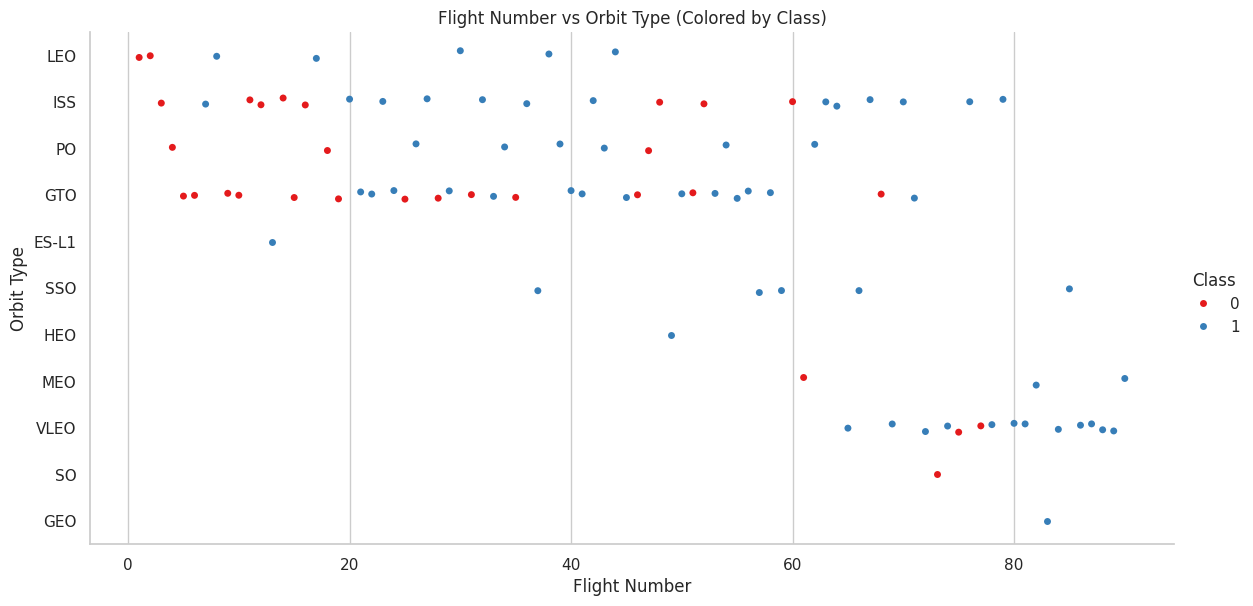 Flight Number vs Orbit Type (Colored by Class)
LEO
ISS
PO
GTO
ES-L1
SSO
HEO
MEO
VLEO
SO
GEO
Orbit Type
0 20 40 60 80
Flight Number
Class
0
1